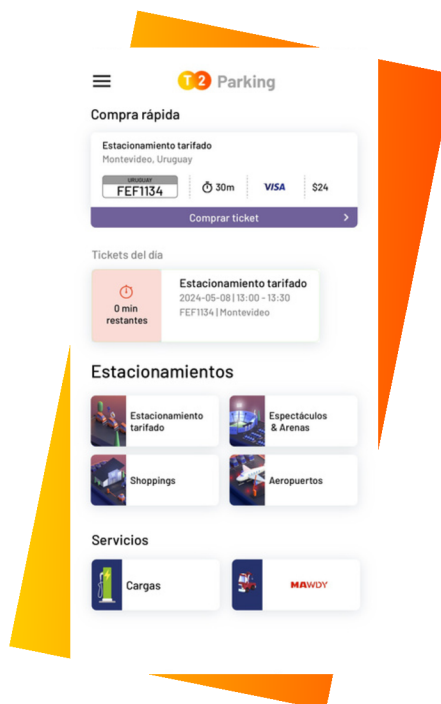 T2 Parking
Compra rápida
Estacionamiento tarifado
Montevideo, Uruguay
URUGUAY
FEF1134
30m
VISA
$24
Comprar ticket
Tickets del día
0 min
restantes
Estacionamiento tarifado
2024-05-08 | 13:00 - 13:30
FEF1134 | Montevideo
Estacionamientos
Estacionamiento
tarifado
Espectáculos
& Arenas
Shoppings
Aeropuertos
Servicios
Cargas
MAWDY